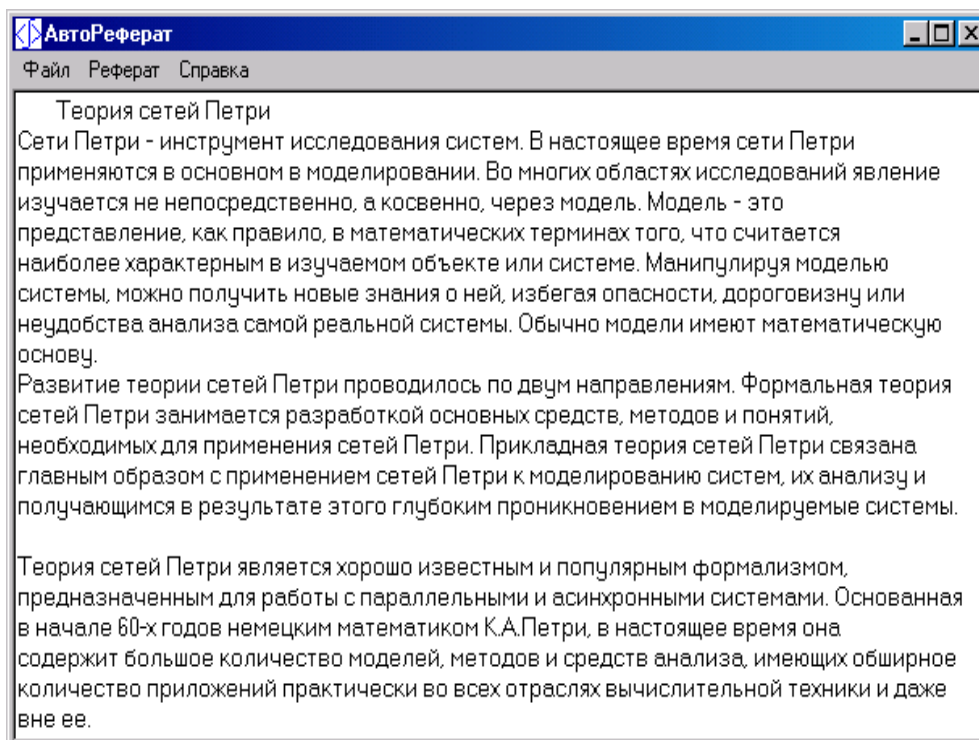 АвтоРеферат
Файл Реферат Справка
Теория сетей Петри
Сети Петри - инструмент исследования систем. В настоящее время сети Петри
применяются в основном в моделировании. Во многих областях исследований явление
изучается не непосредственно, а косвенно, через модель. Модель - это
представление, как правило, в математических терминах того, что считается
наиболее характерным в изучаемом объекте или системе. Манипулируя моделью
системы, можно получить новые знания о ней, избегая опасности, дороговизну или
неудобства анализа самой реальной системы. Обычно модели имеют математическую
основу.
Развитие теории сетей Петри проводилось по двум направлениям. Формальная теория
сетей Петри занимается разработкой основных средств, методов и понятий,
необходимых для применения сетей Петри. Прикладная теория сетей Петри связана
главным образом с применением сетей Петри к моделированию систем, их анализу и
получающимся в результате этого глубоким проникновением в моделируемые системы.
Теория сетей Петри является хорошо известным и популярным формализмом,
предназначенным для работы с параллельными и асинхронными системами. Основанная
в начале 60-х годов немецким математиком К.А.Петри, в настоящее время она
содержит большое количество моделей, методов и средств анализа, имеющих обширное
количество приложений практически во всех отраслях вычислительной техники и даже
вне ее.